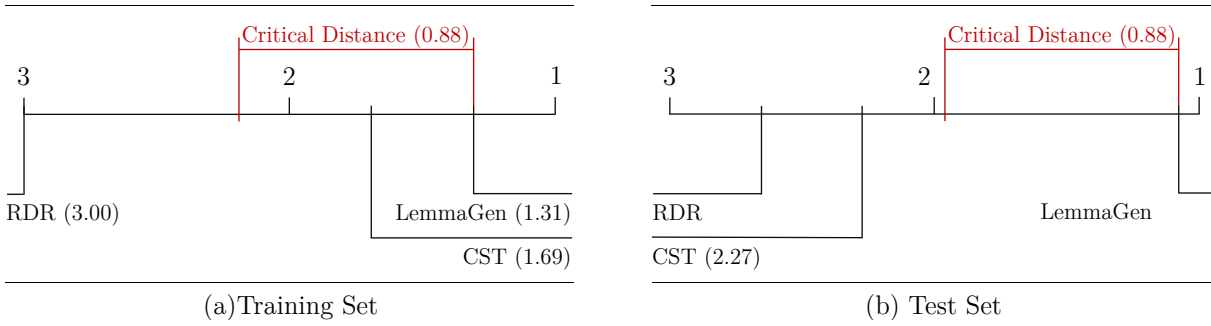 Critical Distance (0.88)
3 2 1
RDR (3.00)
LemmaGen (1.31)
CST (1.69)
(a)Training Set
Critical Distance (0.88)
3 2 1
RDR
LemmaGen
CST (2.27)
(b) Test Set